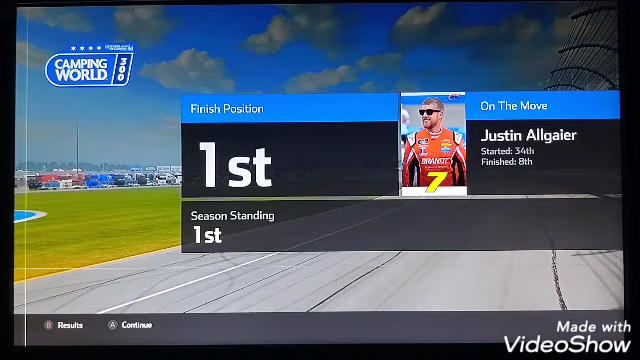 CAMPING
WORLD
300
Finish Position
1st
Season Standing
1st
On The Move
Justin Allgaier
Started: 34th
Finished: 8th
BRANDT
7
B Results
A Continue
Made with
VideoShow